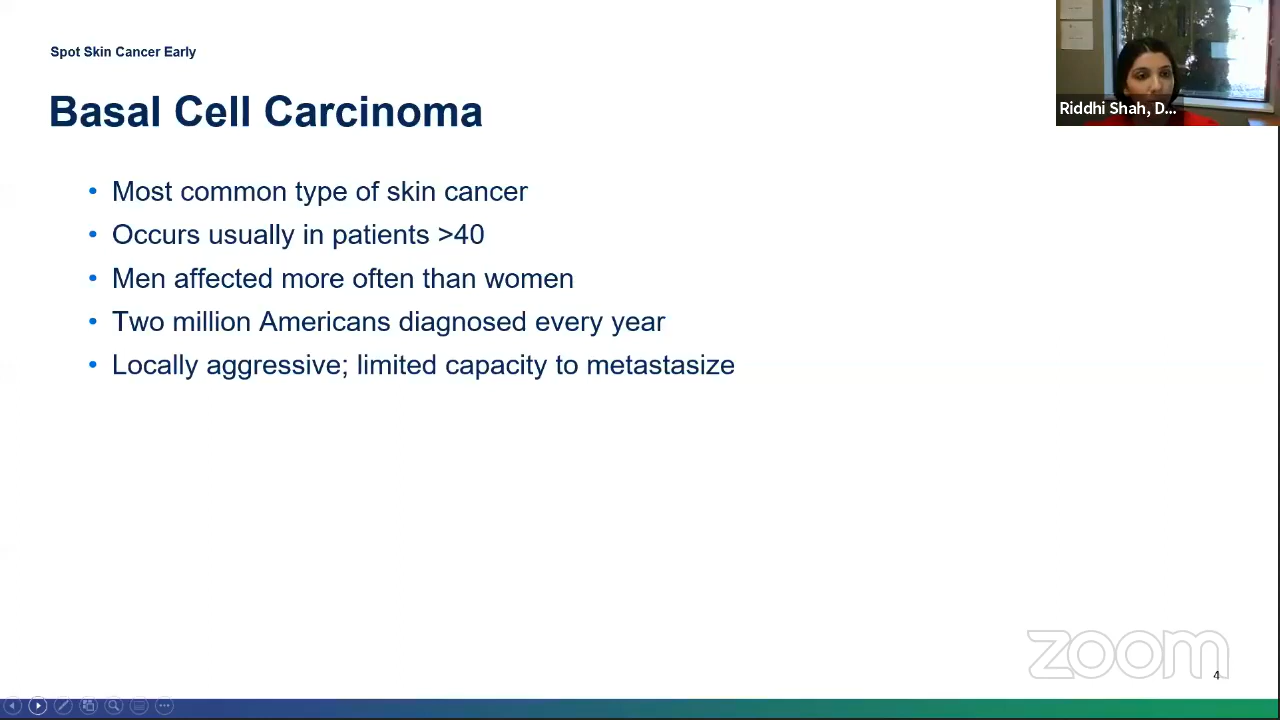 Spot Skin Cancer Early
Basal Cell Carcinoma
• Most common type of skin cancer
• Occurs usually in patients >40
• Men affected more often than women
• Two million Americans diagnosed every year
• Locally aggressive; limited capacity to metastasize
Riddhi Shah, D...
zoom
4